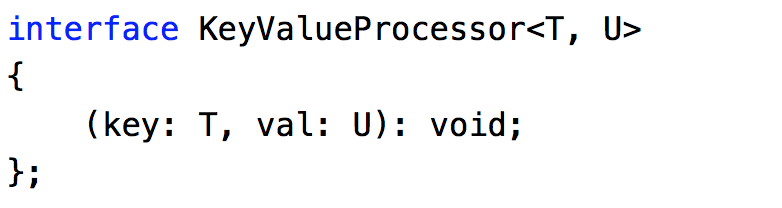 interface KeyValueProcessor<T, U>
{
    (key: T, val: U): void;
};